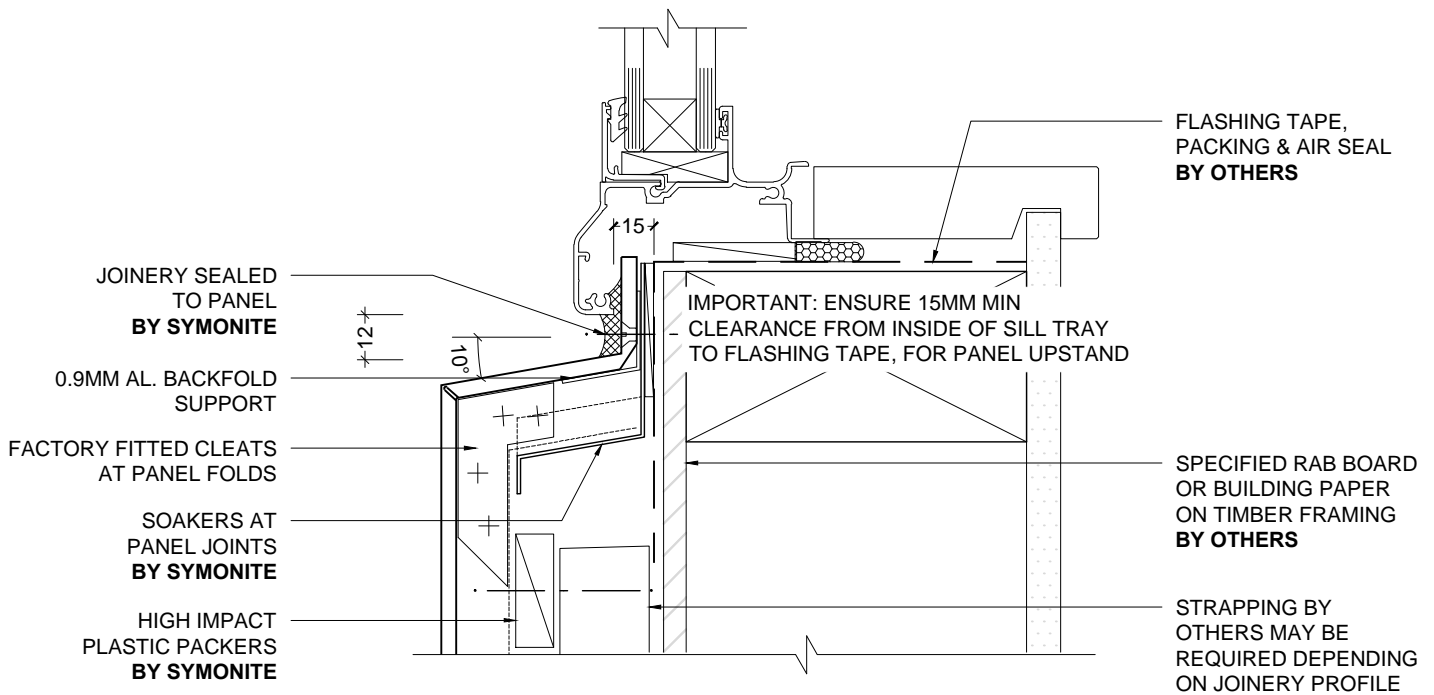 FLASHING TAPE,
PACKING & AIR SEAL
BY OTHERS
15
JOINERY SEALED
TO PANEL
BY SYMONITE
IMPORTANT: ENSURE 15MM MIN
CLEARANCE FROM INSIDE OF SILL TRAY
TO FLASHING TAPE, FOR PANEL UPSTAND
12
10°
0.9MM AL. BACKFOLD
SUPPORT
FACTORY FITTED CLEATS
AT PANEL FOLDS
SPECIFIED RAB BOARD
OR BUILDING PAPER
ON TIMBER FRAMING
BY OTHERS
SOAKERS AT
PANEL JOINTS
BY SYMONITE
HIGH IMPACT
PLASTIC PACKERS
BY SYMONITE
STRAPPING BY
OTHERS MAY BE
REQUIRED DEPENDING
ON JOINERY PROFILE